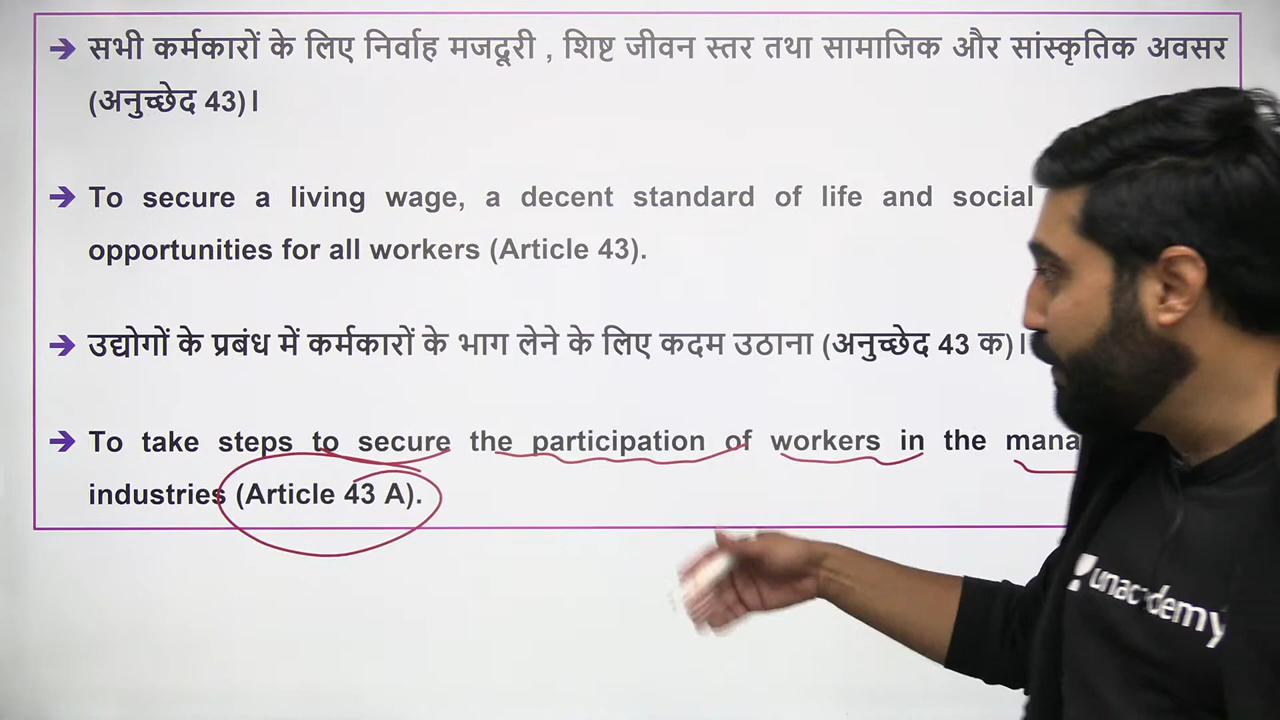 → सभी कर्मकारों के लिए निर्वाह मजदूरी , शिष्ट जीवन स्तर तथा सामाजिक और सांस्कृतिक अवसर
(अनुच्छेद 43)।
→ To secure a living wage, a decent standard of life and social
opportunities for all workers (Article 43).
→ उद्योगों के प्रबंध में कर्मकारों के भाग लेने के लिए कदम उठाना (अनुच्छेद 43 क)।
→ To take steps to secure the participation of workers in the
industries (Article 43 A).
unacademy